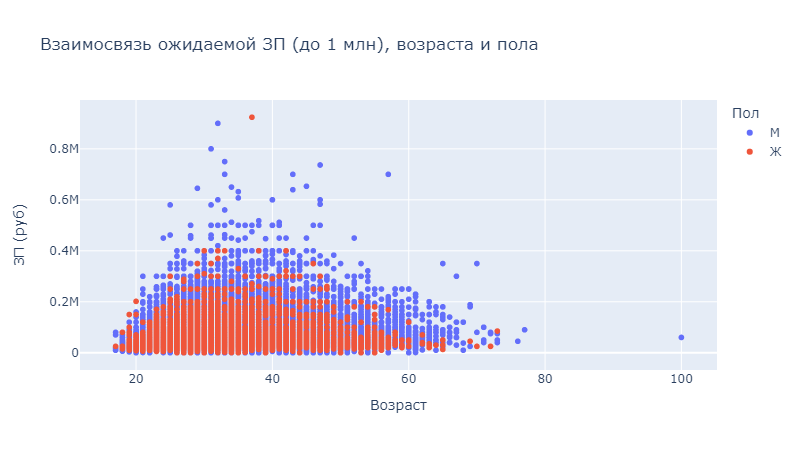 Взаимосвязь ожидаемой ЗП (до 1 млн), возраста и пола
Пол
М
Ж
0.8M
0.6M
0.4M
0.2M
0
ЗП (руб)
20 40 60 80 100
Возраст